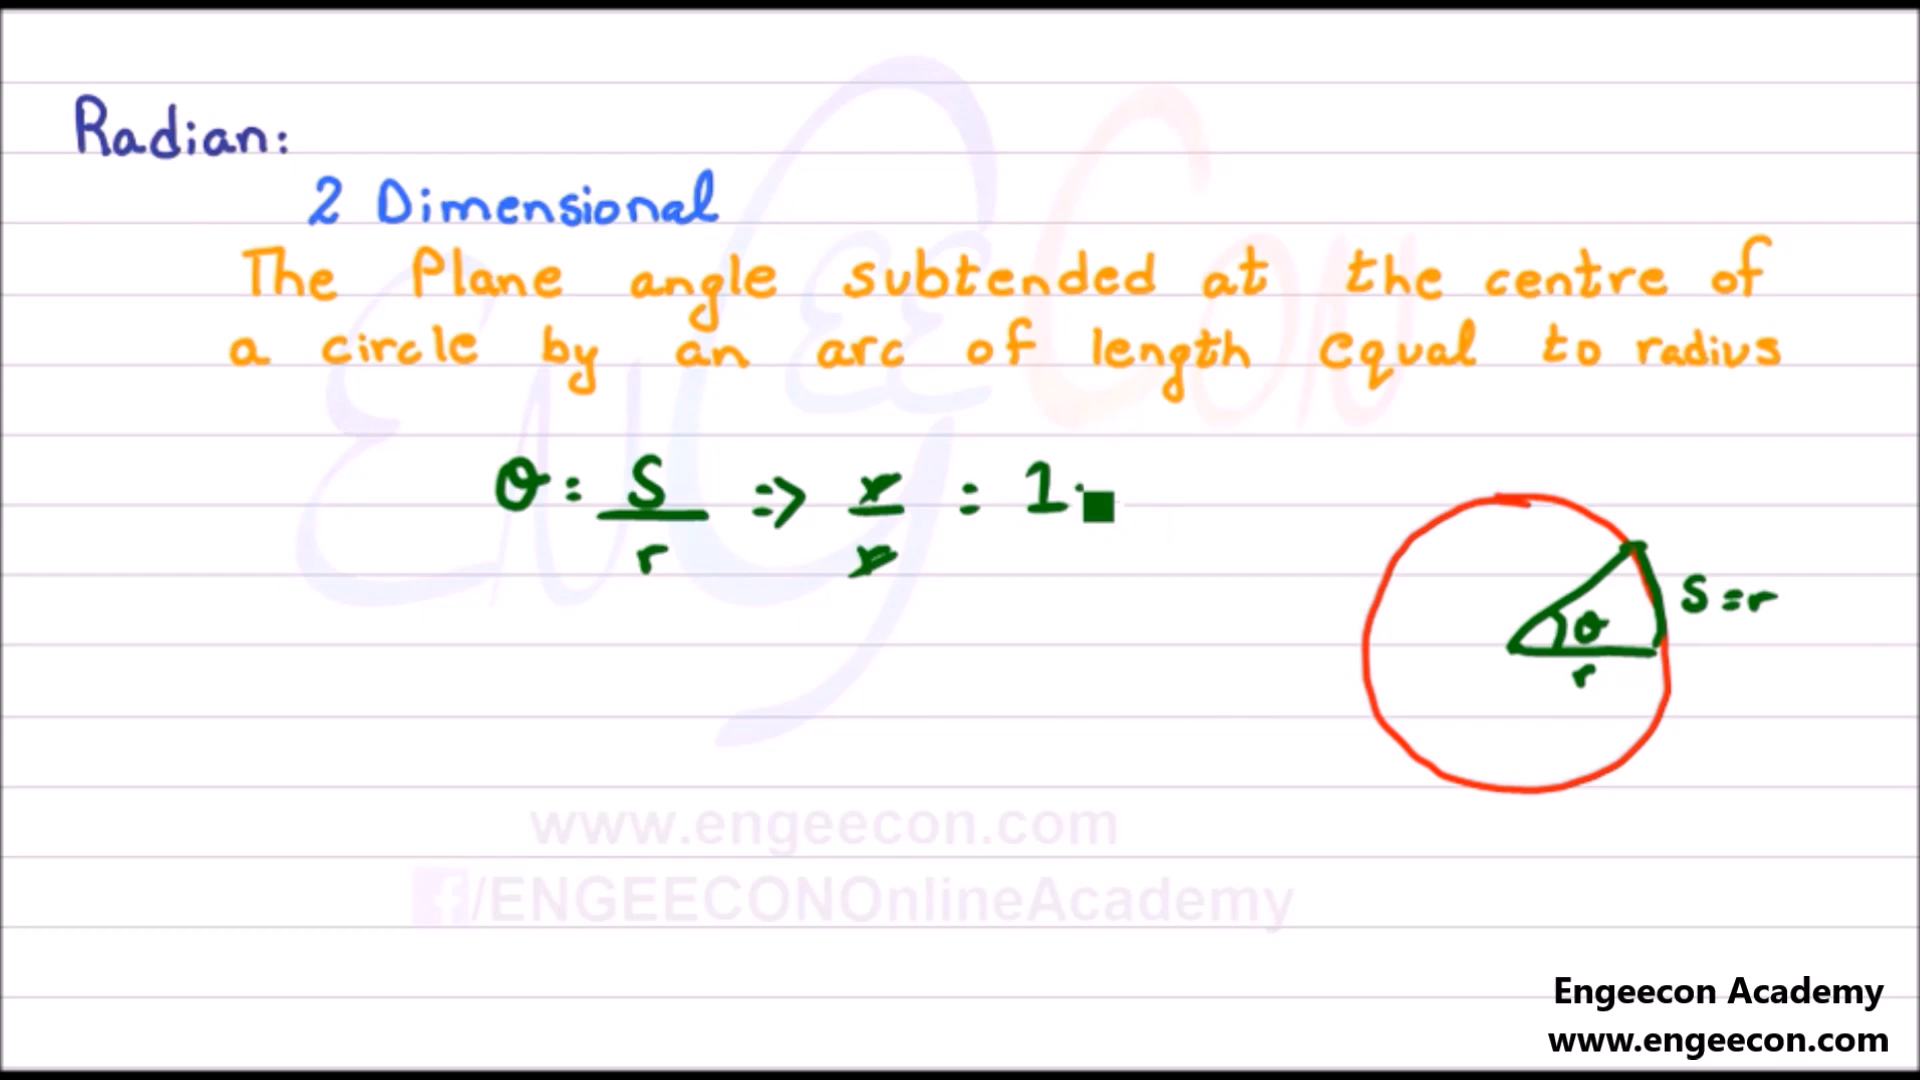 Radian:
2 Dimensional
The Plane angle subtended at the centre of
a circle by an arc of length equal to radius
θ = S/r => r/r = 1
S = r
θ
r
ENGEECON
www.engeecon.com
f/ENGEECONOnlineAcademy
Engeecon Academy
www.engeecon.com